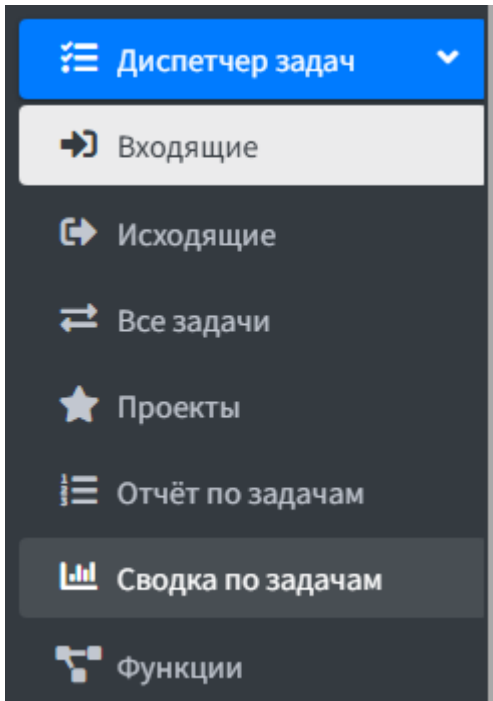 Диспетчер задач
Входящие
Исходящие
Все задачи
Проекты
Отчёт по задачам
Сводка по задачам
Функции